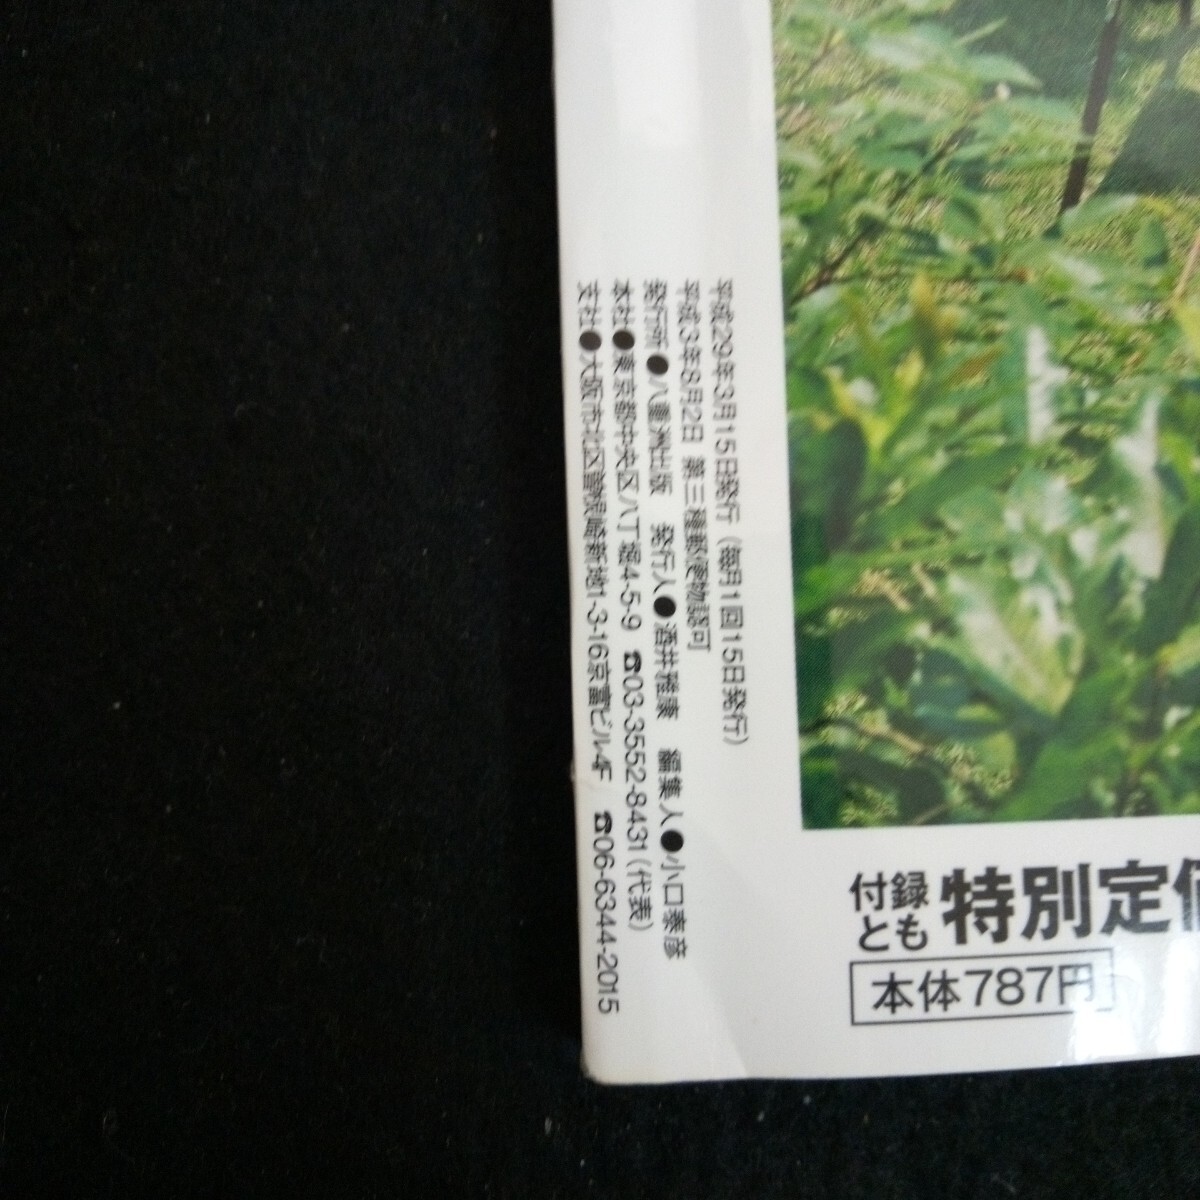 平成29年3月15日発行（毎月1回15日発行）
平成3年8月2日 第三種郵便物認可
発行所●八重洲出版　発行人●酒井雅康　編集人●小口泰彦
本社●東京都中央区八丁堀4-5-9 ☎03-3552-8431（代表）
支社●大阪市北区曽根崎新地1-3-16京富ビル4F ☎06-6344-2015
付録とも 特別定価
本体787円